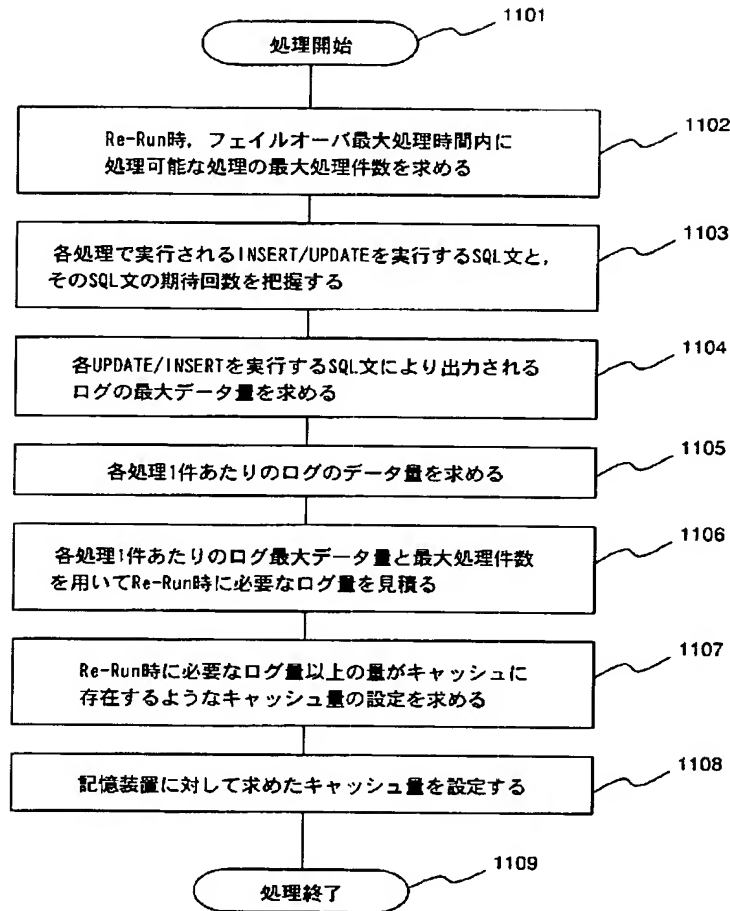 1101
処理開始
1102
Re-Run時，フェイルオーバ最大処理時間内に
処理可能な処理の最大処理件数を求める
1103
各処理で実行されるINSERT/UPDATEを実行するSQL文と，
そのSQL文の期待回数を把握する
1104
各UPDATE/INSERTを実行するSQL文により出力される
ログの最大データ量を求める
1105
各処理1件あたりのログのデータ量を求める
1106
各処理1件あたりのログ最大データ量と最大処理件数
を用いてRe-Run時に必要なログ量を見積る
1107
Re-Run時に必要なログ量以上の量がキャッシュに
存在するようなキャッシュ量の設定を求める
1108
記憶装置に対して求めたキャッシュ量を設定する
1109
処理終了